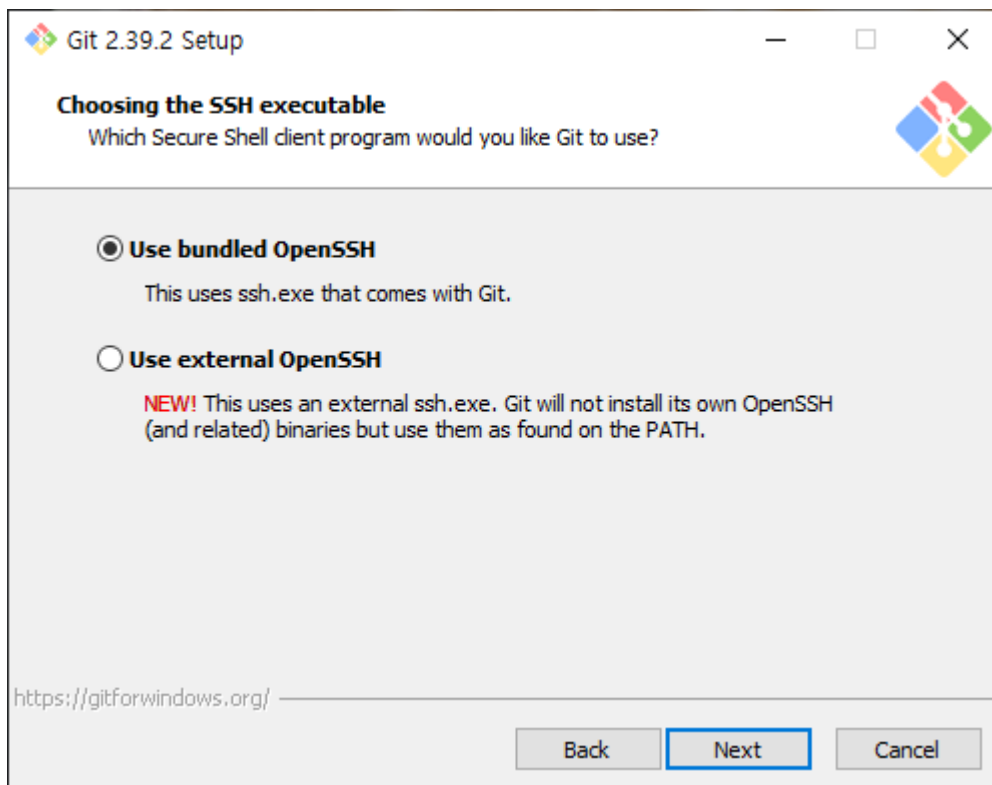 Git 2.39.2 Setup
Choosing the SSH executable
Which Secure Shell client program would you like Git to use?
Use bundled OpenSSH
This uses ssh.exe that comes with Git.
Use external OpenSSH
NEW! This uses an external ssh.exe. Git will not install its own OpenSSH
(and related) binaries but use them as found on the PATH.
https://gitforwindows.org/
Back Next Cancel